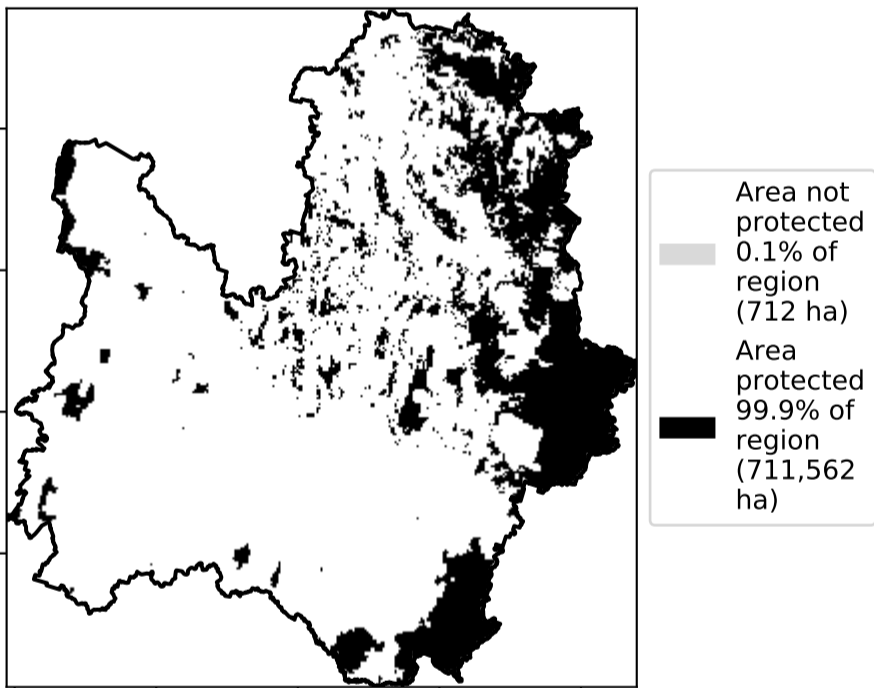 Area not
protected
0.1% of
region
(712 ha)
Area
protected
99.9% of
region
(711,562
ha)